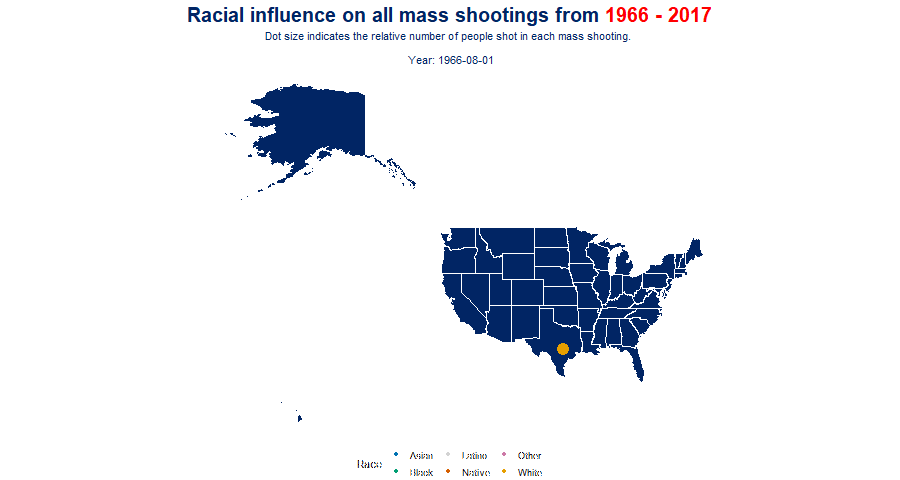 Racial influence on all mass shootings from 1966 - 2017
Dot size indicates the relative number of people shot in each mass shooting.
Year: 1966-08-01
Race
Asian Latino Other
Black Native White